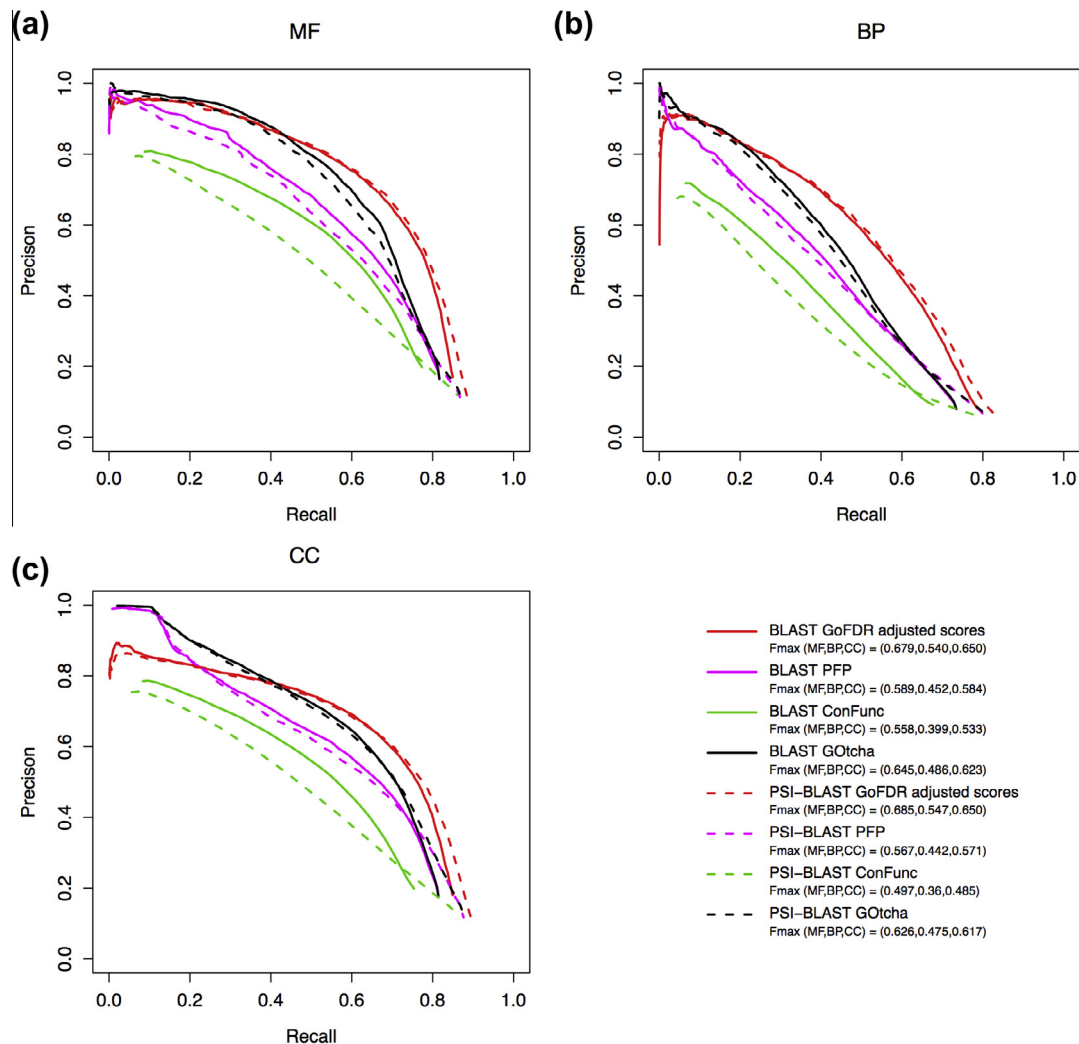 (a)
MF
Precison
1.0
0.8
0.6
0.4
0.2
0.0
0.0 0.2 0.4 0.6 0.8 1.0
Recall
(b)
BP
Precison
1.0
0.8
0.6
0.4
0.2
0.0
0.0 0.2 0.4 0.6 0.8 1.0
Recall
(c)
CC
Precison
1.0
0.8
0.6
0.4
0.2
0.0
0.0 0.2 0.4 0.6 0.8 1.0
Recall
BLAST GoFDR adjusted scores
Fmax (MF,BP,CC) = (0.679,0.540,0.650)
BLAST PFP
Fmax (MF,BP,CC) = (0.589,0.452,0.584)
BLAST ConFunc
Fmax (MF,BP,CC) = (0.558,0.399,0.533)
BLAST GOtcha
Fmax (MF,BP,CC) = (0.645,0.486,0.623)
PSI−BLAST GoFDR adjusted scores
Fmax (MF,BP,CC) = (0.685,0.547,0.650)
PSI−BLAST PFP
Fmax (MF,BP,CC) = (0.567,0.442,0.571)
PSI−BLAST ConFunc
Fmax (MF,BP,CC) = (0.497,0.36,0.485)
PSI−BLAST GOtcha
Fmax (MF,BP,CC) = (0.626,0.475,0.617)